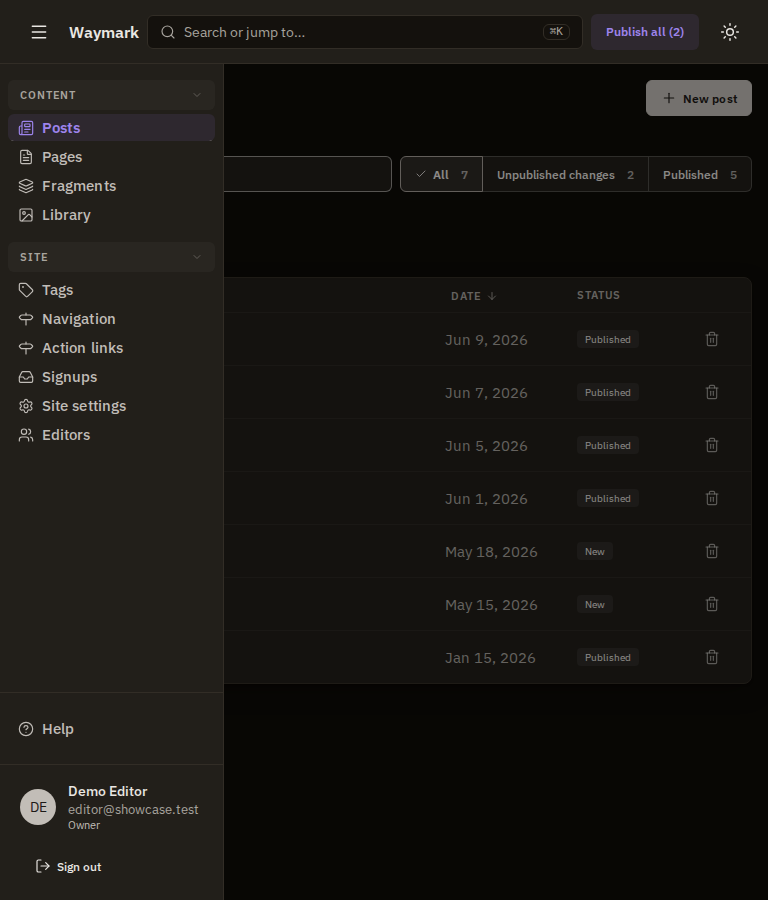 Waymark
Search or jump to...
⌘K
Publish all (2)
CONTENT
Posts
Pages
Fragments
Library
SITE
Tags
Navigation
Action links
Signups
Site settings
Editors
Help
DE
Demo Editor
editor@showcase.test
Owner
Sign out
New post
All 7
Unpublished changes 2
Published 5
DATE STATUS
Jun 9, 2026 Published
Jun 7, 2026 Published
Jun 5, 2026 Published
Jun 1, 2026 Published
May 18, 2026 New
May 15, 2026 New
Jan 15, 2026 Published